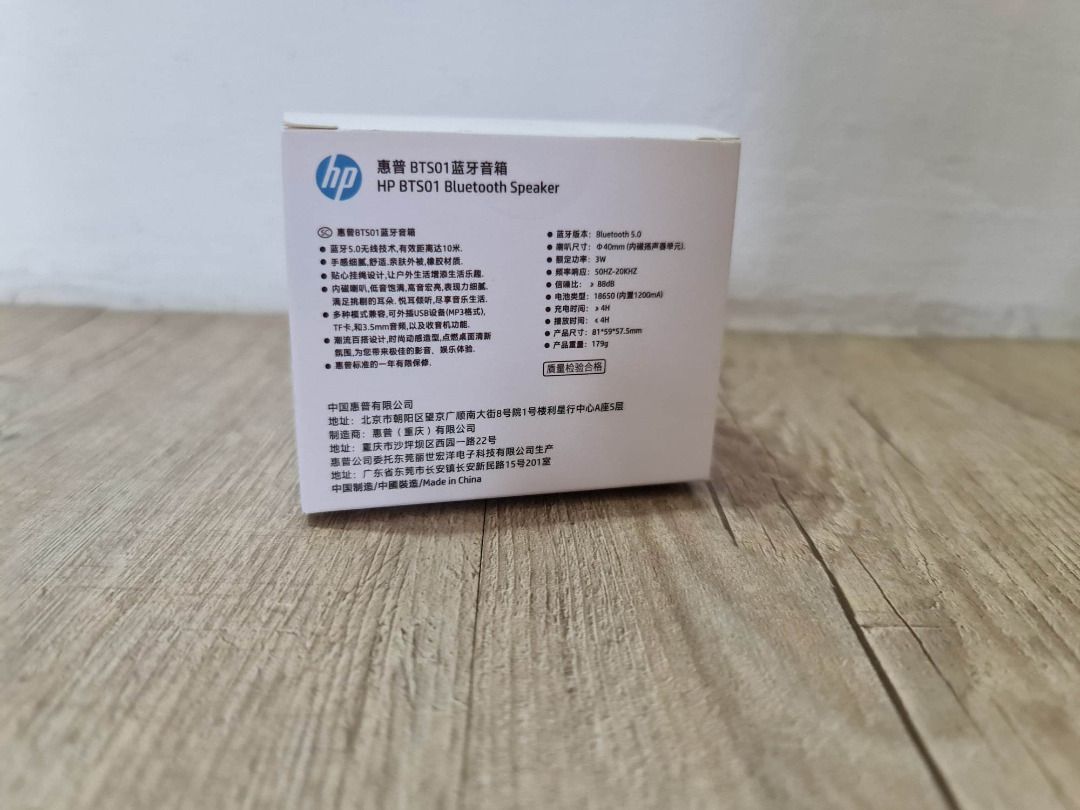 hp
惠普 BTS01蓝牙音箱
HP BTS01 Bluetooth Speaker
SC 惠普BTS01蓝牙音箱
● 蓝牙5.0无线技术,有效距离达10米.
● 手感细腻,舒适.亲肤外被,橡胶材质.
● 贴心挂绳设计,让户外生活增添生活乐趣.
● 内磁喇叭,低音饱满,高音宏亮,表现力细腻.
满足挑剔的耳朵. 悦耳倾听,尽享音乐生活.
● 多种模式兼容,可外插USB设备(MP3格式),
TF卡,和3.5mm音频,以及收音机功能.
● 潮流百搭设计,时尚动感造型,点燃桌面清新
氛围,为您带来极佳的影音、娱乐体验.
● 惠普标准的一年有限保修.
● 蓝牙版本: Bluetooth 5.0
● 喇叭尺寸: Φ40mm (内磁扬声器单元).
● 额定功率: 3W
● 频率响应: 50HZ-20KHZ
● 信噪比: ≥ 88dB
● 电池类型: 18650 (内置1200mA)
● 充电时间: ≥ 4H
● 播放时间: ≤ 4H
● 产品尺寸: 81*59*57.5mm
● 产品重量: 179g
质量检验合格
中国惠普有限公司
地址: 北京市朝阳区望京广顺南大街8号院1号楼利星行中心A座5层
制造商: 惠普(重庆)有限公司
地址: 重庆市沙坪坝区西园一路22号
惠普公司委托东莞丽世宏洋电子科技有限公司生产
地址: 广东省东莞市长安镇长安新民路15号201室
中国制造/中國裝造/Made in China